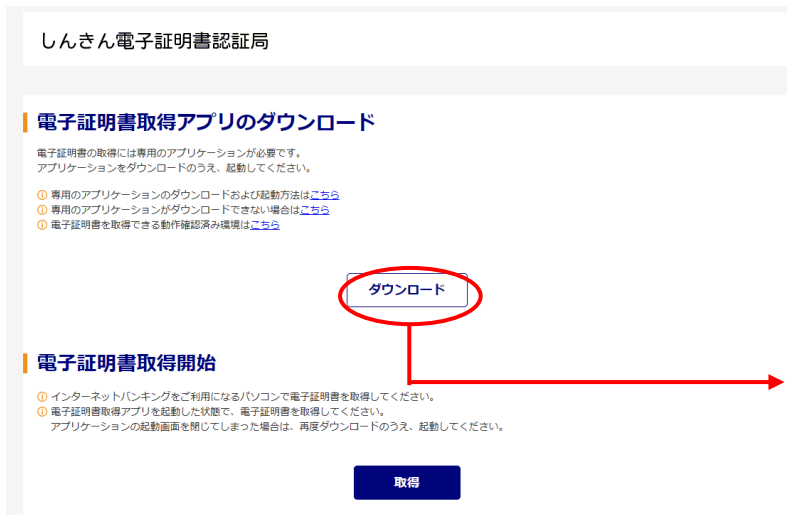 しんきん電子証明書認証局
電子証明書取得アプリのダウンロード
電子証明書の取得には専用のアプリケーションが必要です。
アプリケーションをダウンロードのうえ、起動してください。
専用のアプリケーションのダウンロードおよび起動方法はこちら
専用のアプリケーションがダウンロードできない場合はこちら
電子証明書を取得できる動作確認済み環境はこちら
ダウンロード
電子証明書取得開始
インターネットバンキングをご利用になるパソコンで電子証明書を取得してください。
電子証明書取得アプリを起動した状態で、電子証明書を取得してください。
アプリケーションの起動画面を閉じてしまった場合は、再度ダウンロードのうえ、起動してください。
取得